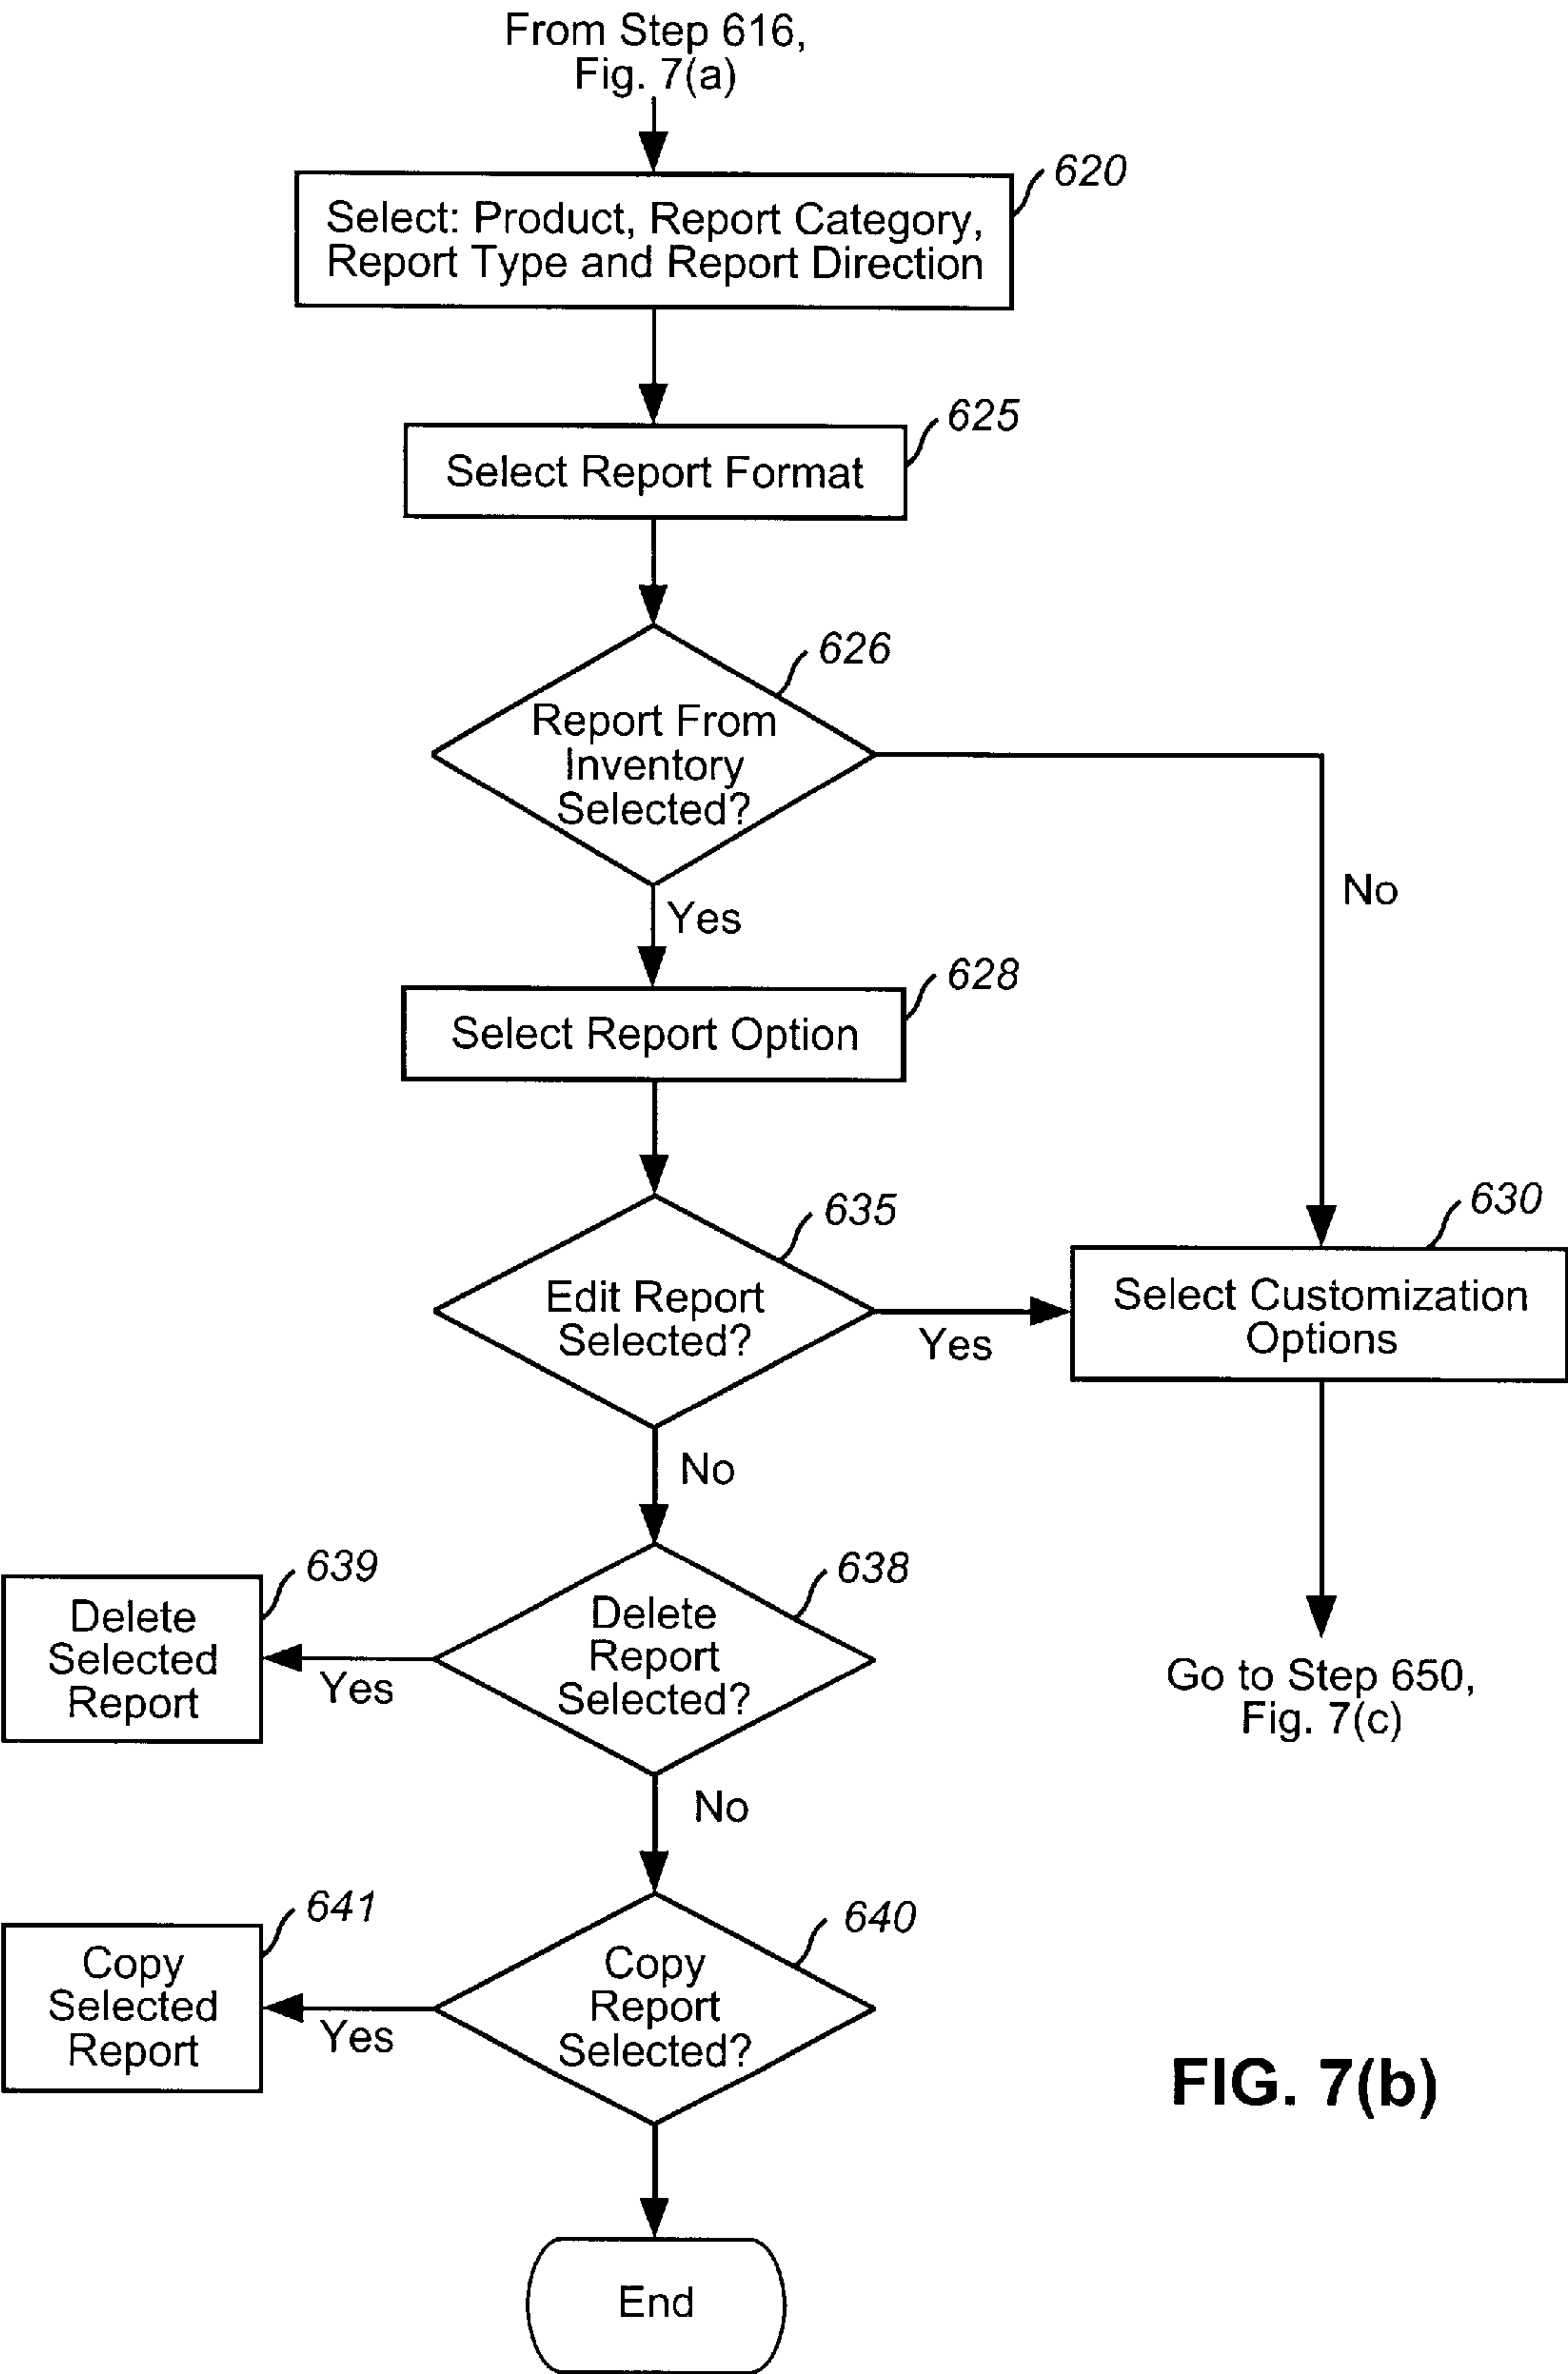 From Step 616,
Fig. 7(a)
620
Select: Product, Report Category,
Report Type and Report Direction
625
Select Report Format
626
Report From
Inventory
Selected?
No
Yes
628
Select Report Option
635
Edit Report
Selected?
Yes
630
Select Customization
Options
No
639
Delete
Selected
Report
Yes
638
Delete
Report
Selected?
Go to Step 650,
Fig. 7(c)
No
641
Copy
Selected
Report
Yes
640
Copy
Report
Selected?
FIG. 7(b)
End